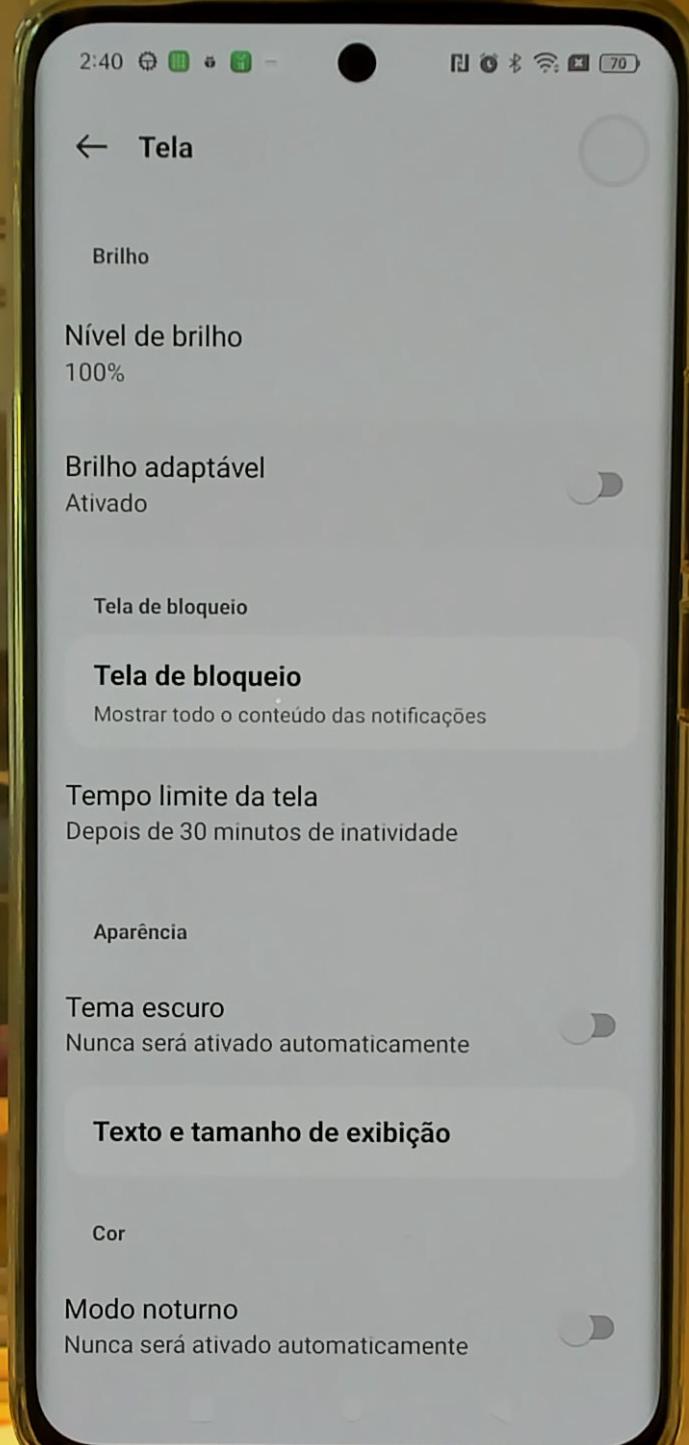 2:40 70
Tela
Brilho
Nível de brilho
100%
Brilho adaptável
Ativado
Tela de bloqueio
Tela de bloqueio
Mostrar todo o conteúdo das notificações
Tempo limite da tela
Depois de 30 minutos de inatividade
Aparência
Tema escuro
Nunca será ativado automaticamente
Texto e tamanho de exibição
Cor
Modo noturno
Nunca será ativado automaticamente